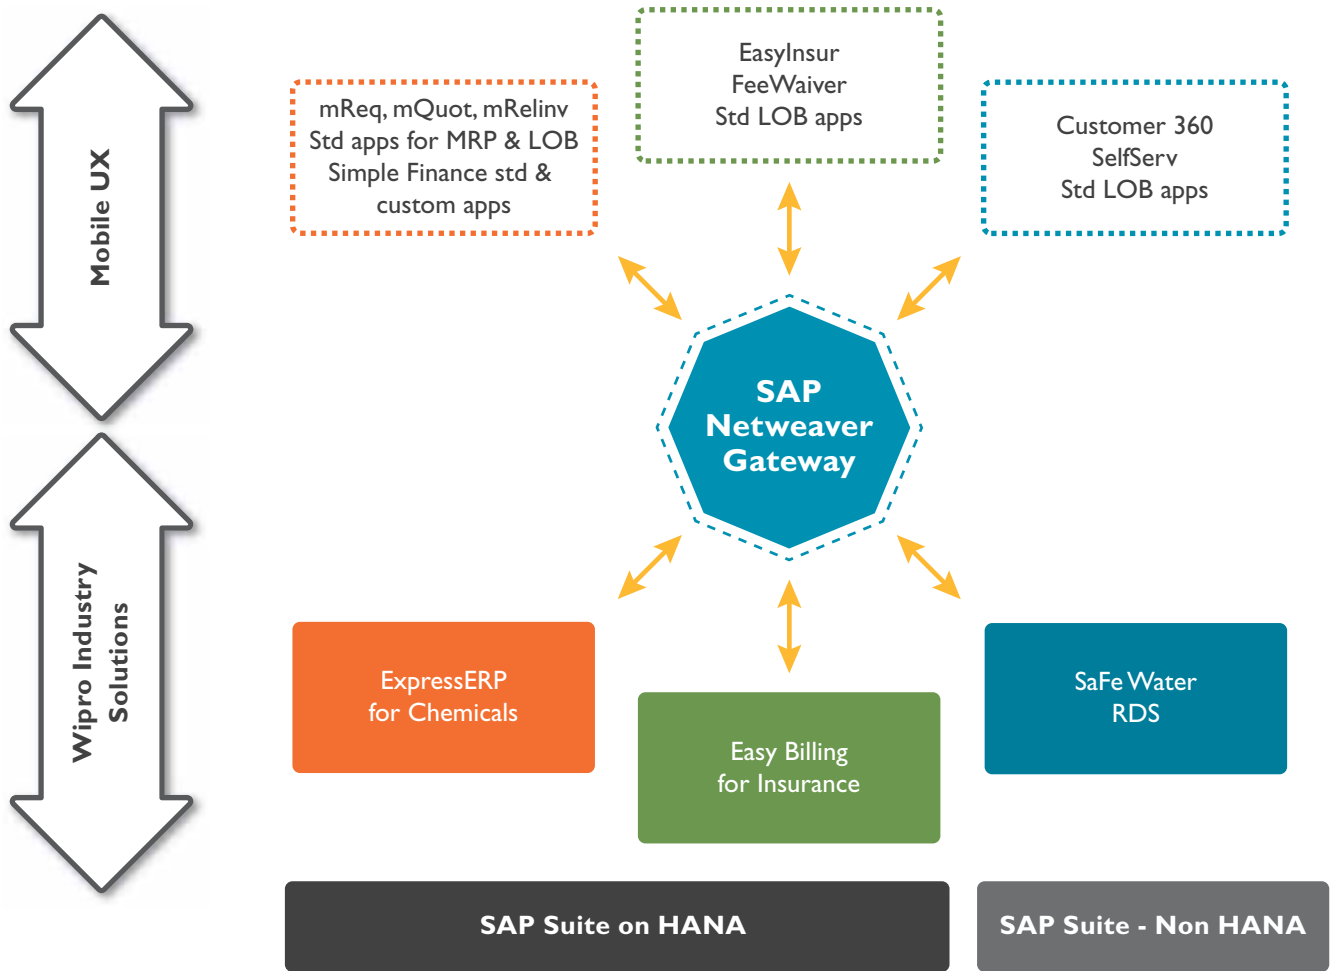 Mobile UX
mReq, mQuot, mRelinv
Std apps for MRP & LOB
Simple Finance std &
custom apps
EasyInsur
FeeWaiver
Std LOB apps
Customer 360
SelfServ
Std LOB apps
SAP
Netweaver
Gateway
Wipro Industry
Solutions
ExpressERP
for Chemicals
Easy Billing
for Insurance
SaFe Water
RDS
SAP Suite on HANA
SAP Suite - Non HANA